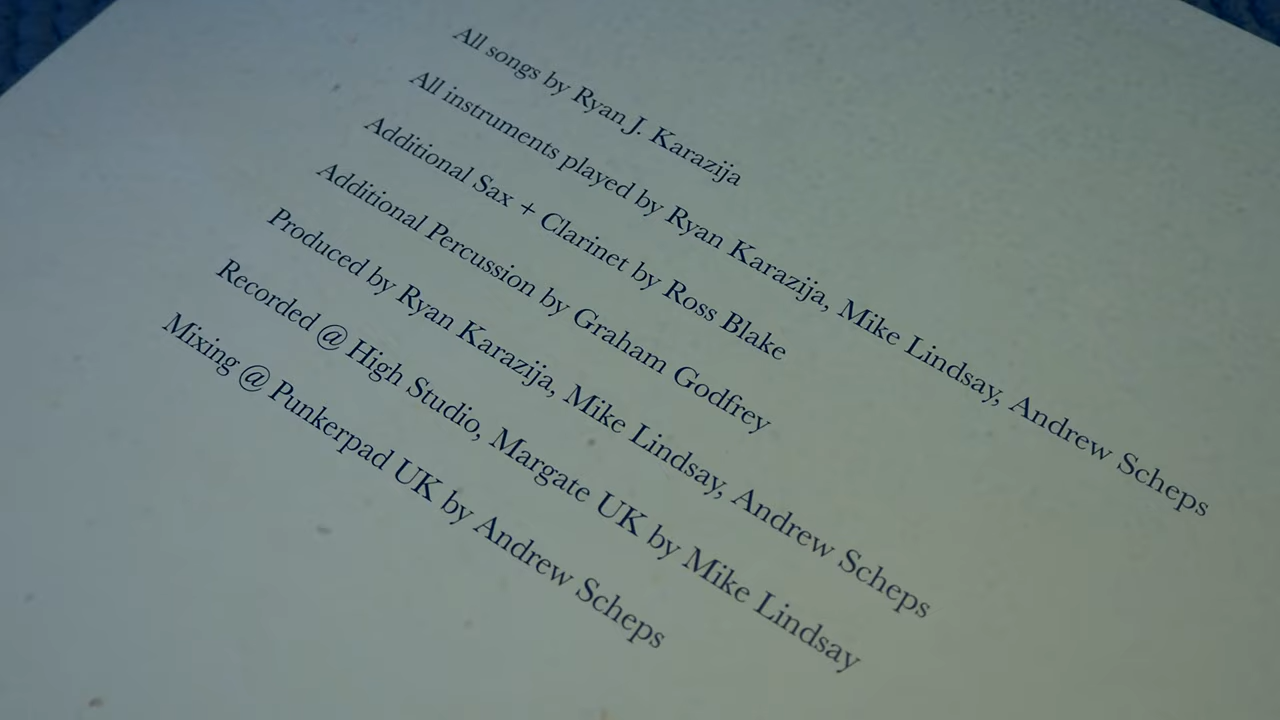 All songs by Ryan J. Karazija
All instruments played by Ryan Karazija, Mike Lindsay, Andrew Scheps
Additional Sax + Clarinet by Ross Blake
Additional Percussion by Graham Godfrey
Produced by Ryan Karazija, Mike Lindsay, Andrew Scheps
Recorded @ High Studio, Margate UK by Mike Lindsay
Mixing @ Punkerpad UK by Andrew Scheps